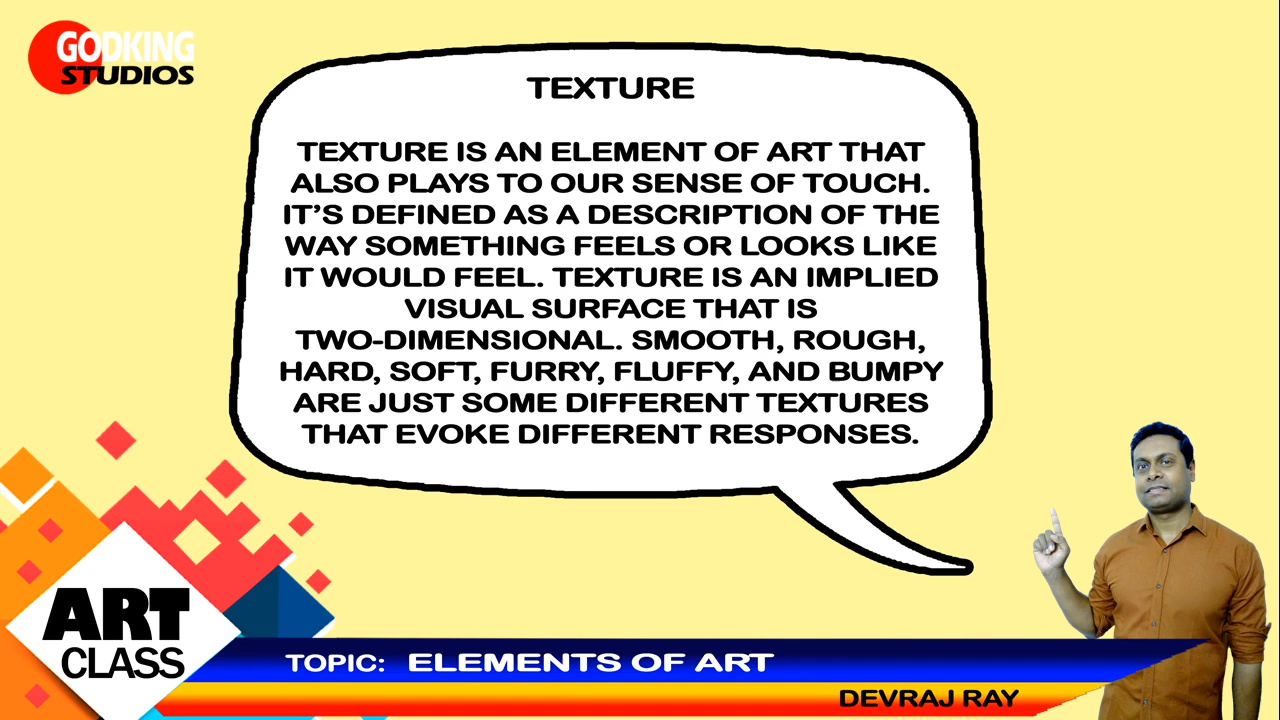 GODKING
STUDIOS
TEXTURE
TEXTURE IS AN ELEMENT OF ART THAT
ALSO PLAYS TO OUR SENSE OF TOUCH.
IT’S DEFINED AS A DESCRIPTION OF THE
WAY SOMETHING FEELS OR LOOKS LIKE
IT WOULD FEEL. TEXTURE IS AN IMPLIED
VISUAL SURFACE THAT IS
TWO-DIMENSIONAL. SMOOTH, ROUGH,
HARD, SOFT, FURRY, FLUFFY, AND BUMPY
ARE JUST SOME DIFFERENT TEXTURES
THAT EVOKE DIFFERENT RESPONSES.
ART
CLASS
TOPIC: ELEMENTS OF ART
DEVRAJ RAY